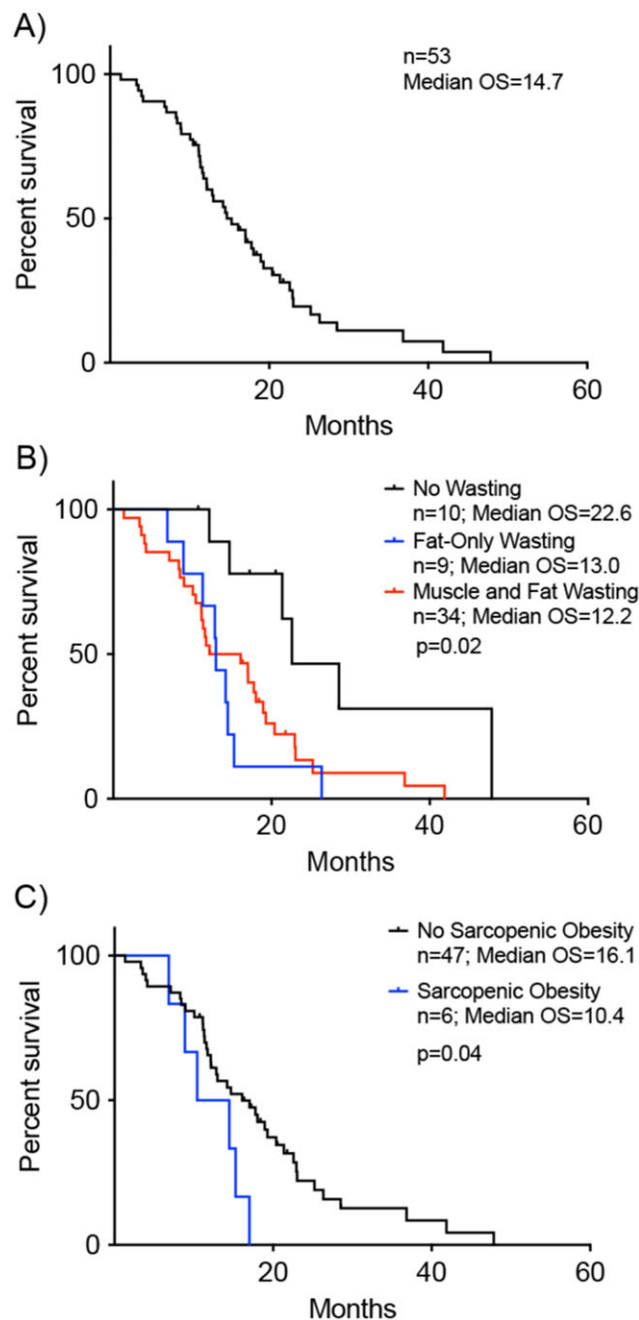 A)
n=53
Median OS=14.7
Percent survival
100
50
0
20
40
60
Months
B)
No Wasting
n=10; Median OS=22.6
Fat-Only Wasting
n=9; Median OS=13.0
Muscle and Fat Wasting
n=34; Median OS=12.2
p=0.02
Percent survival
100
50
0
20
40
60
Months
C)
No Sarcopenic Obesity
n=47; Median OS=16.1
Sarcopenic Obesity
n=6; Median OS=10.4
p=0.04
Percent survival
100
50
0
20
40
60
Months